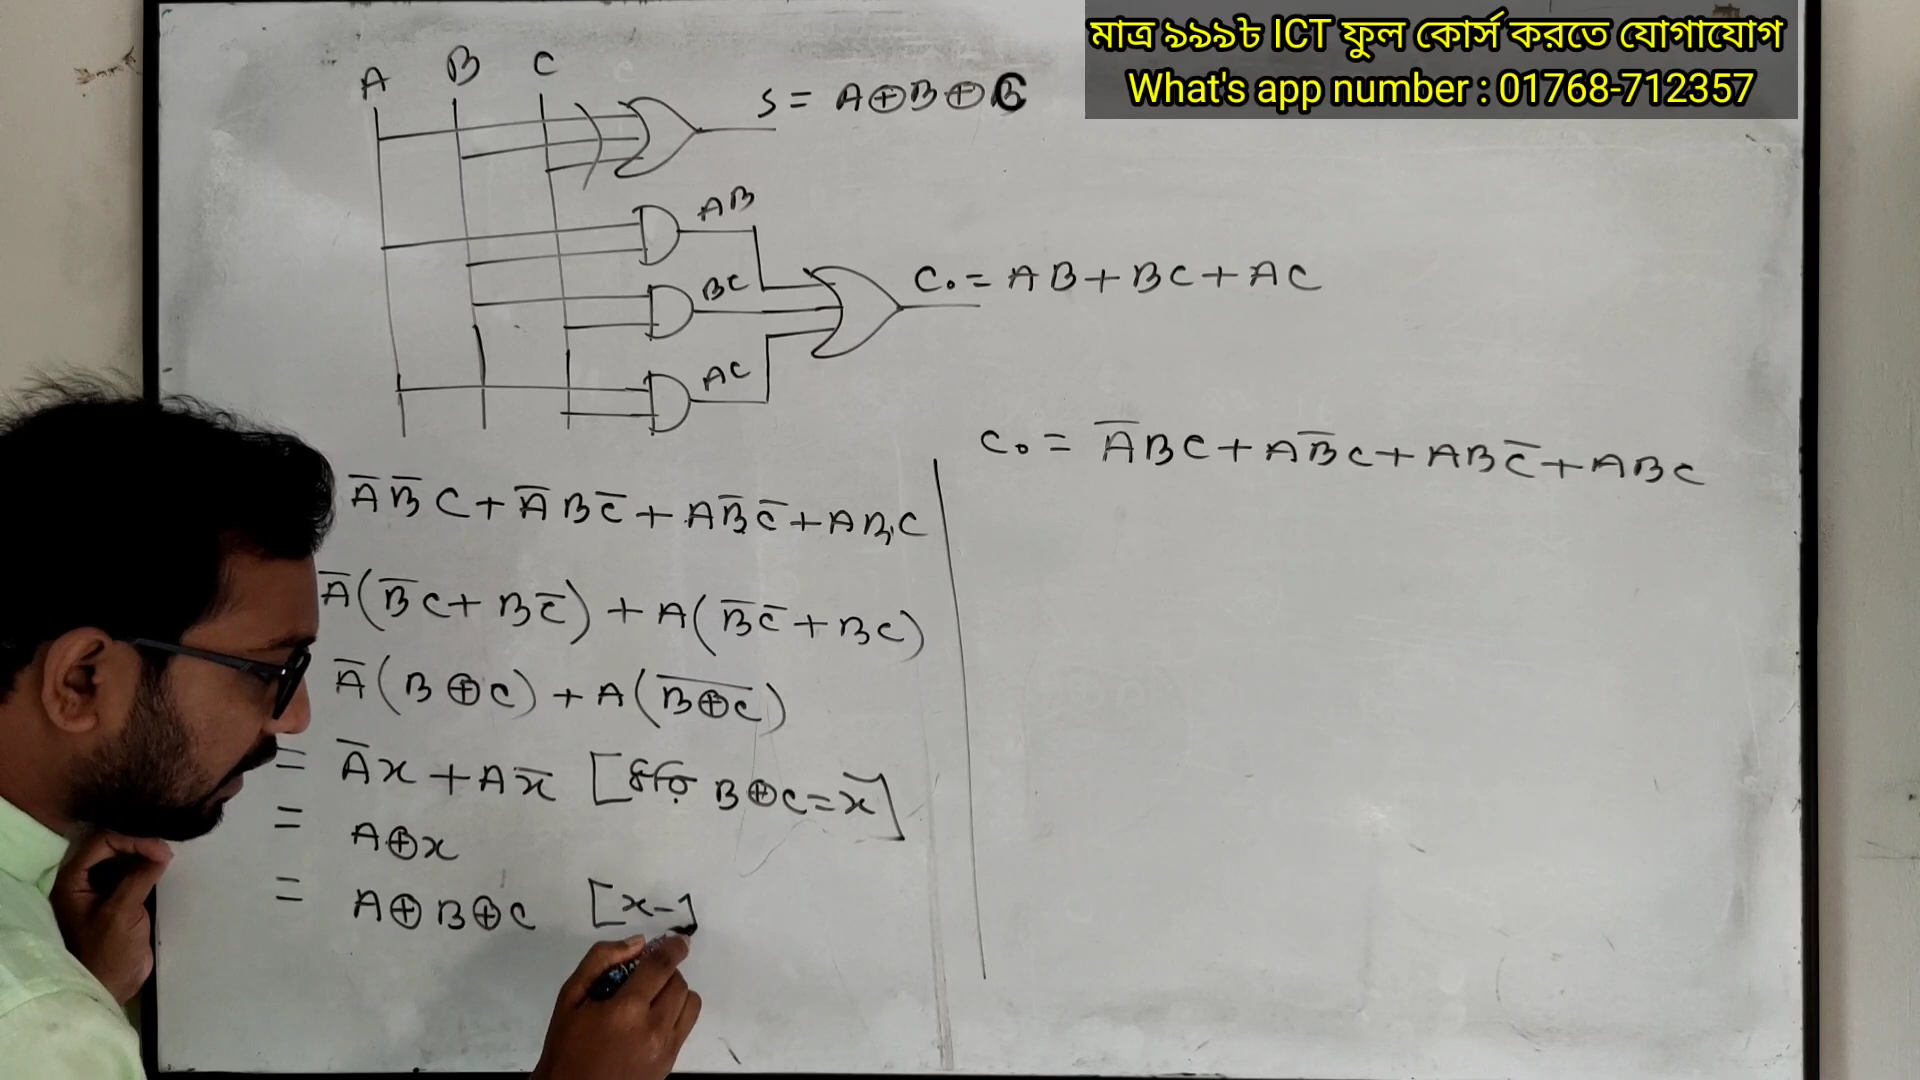 মাত্র ৯৯৯৳ ICT ফুল কোর্স করতে যোগাযোগ
What's app number : 01768-712357
A B C
S = A⊕B⊕C
AB
BC
AC
C₀ = AB + BC + AC
A̅B̅C + A̅BC̅ + AB̅C̅ + ABC
A̅(B̅C + BC̅) + A(B̅C̅ + BC)
A̅(B⊕C) + A(B⊕C)̅
= A̅x + Ax̅ [ধরি B⊕C = x]
= A⊕x
= A⊕B⊕C [x-]
C₀ = A̅BC + AB̅C + ABC̅ + ABC